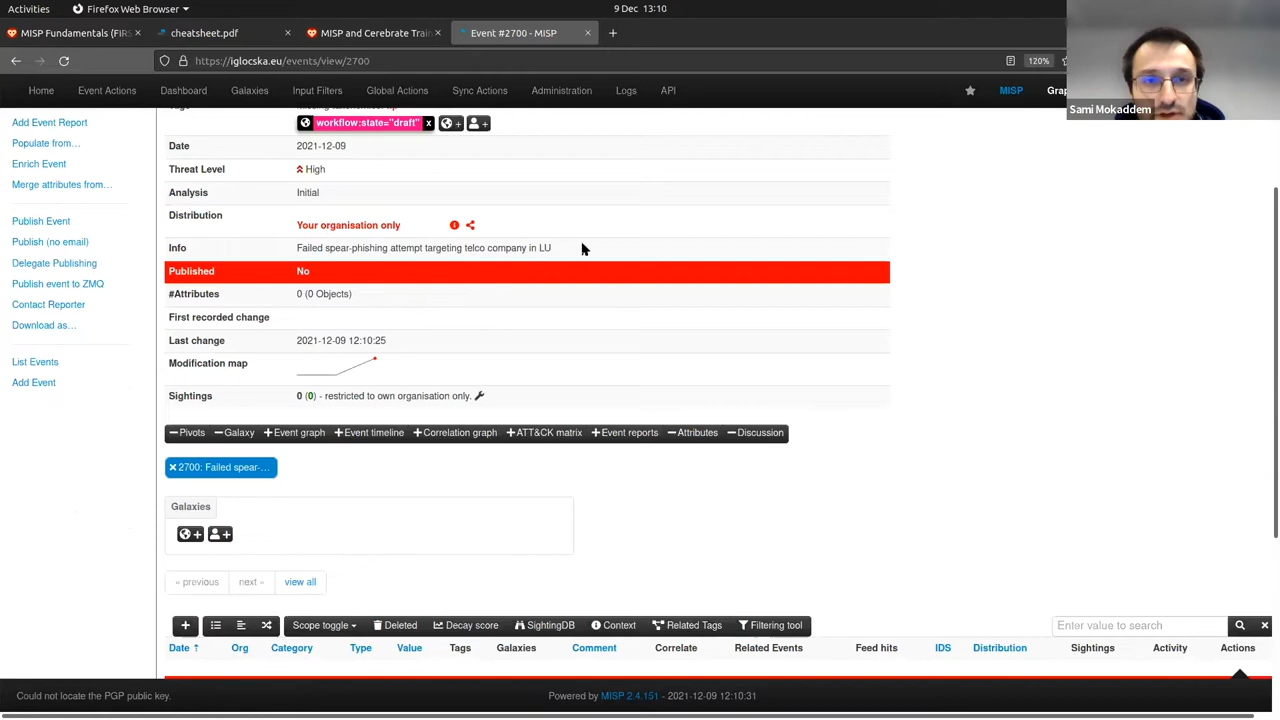 Activities
Firefox Web Browser
9 Dec 13:10
MISP Fundamentals (FIRS
cheatsheet.pdf
MISP and Cerebrate Train
Event #2700 - MISP
https://iglocska.eu/events/view/2700
120%
Home
Event Actions
Dashboard
Galaxies
Input Filters
Global Actions
Sync Actions
Administration
Logs
API
MISP
Grap
Sami Mokaddem
Add Event Report
Populate from…
Enrich Event
Merge attributes from…
Publish Event
Publish (no email)
Delegate Publishing
Publish event to ZMQ
Contact Reporter
Download as…
List Events
Add Event
Tags
workflow:state="draft" x
Date 2021-12-09
Threat Level High
Analysis Initial
Distribution Your organisation only
Info Failed spear-phishing attempt targeting telco company in LU
Published No
#Attributes 0 (0 Objects)
First recorded change
Last change 2021-12-09 12:10:25
Modification map
Sightings 0 (0) - restricted to own organisation only.
Pivots Galaxy Event graph Event timeline Correlation graph ATT&CK matrix Event reports Attributes Discussion
2700: Failed spear-…
Galaxies
« previous next » view all
Scope toggle Deleted Decay score SightingDB Context Related Tags Filtering tool
Enter value to search
Date Org Category Type Value Tags Galaxies Comment Correlate Related Events Feed hits IDS Distribution Sightings Activity Actions
Could not locate the PGP public key.
Powered by MISP 2.4.151 - 2021-12-09 12:10:31